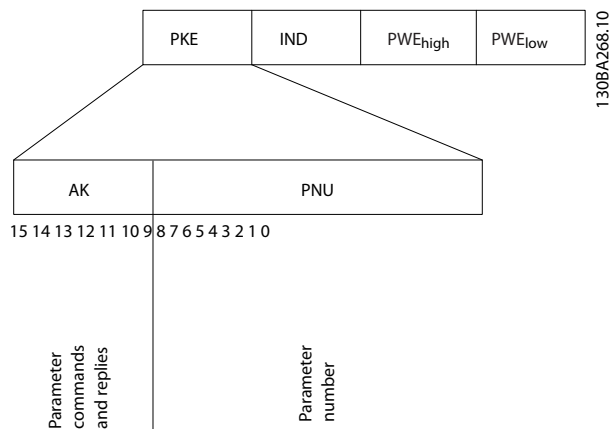 PKE IND PWEhigh PWElow
130BA268.10
AK PNU
15 14 13 12 11 10 9 8 7 6 5 4 3 2 1 0
Parameter
commands
and replies
Parameter
number